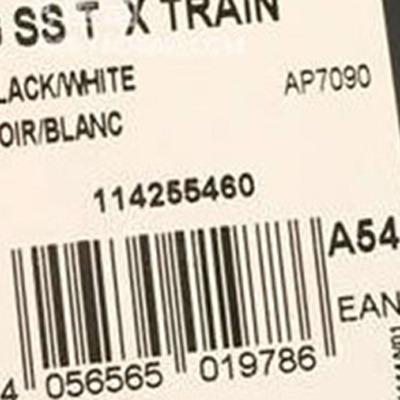 SS T X TRAIN
LACK/WHITE AP7090
OIR/BLANC
114255460
A54
EAN
4 056565 019786